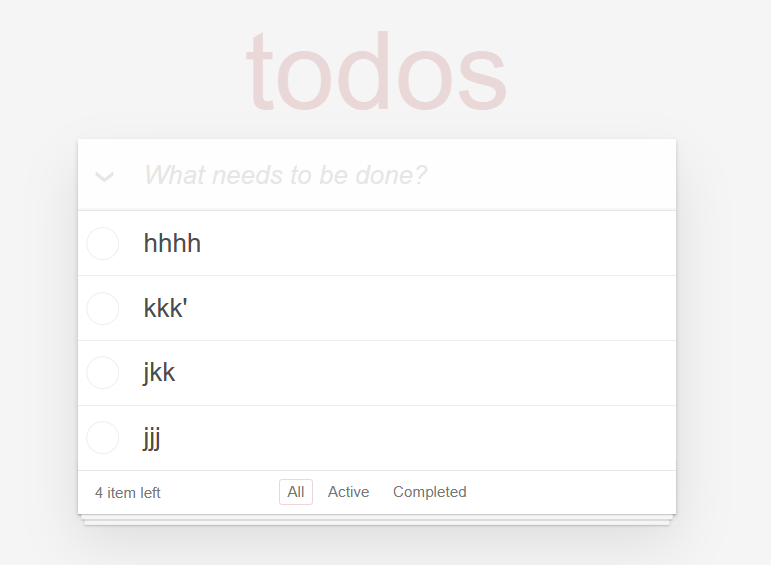 todos
What needs to be done?
hhhh
kkk'
jkk
jjj
4 item left All Active Completed